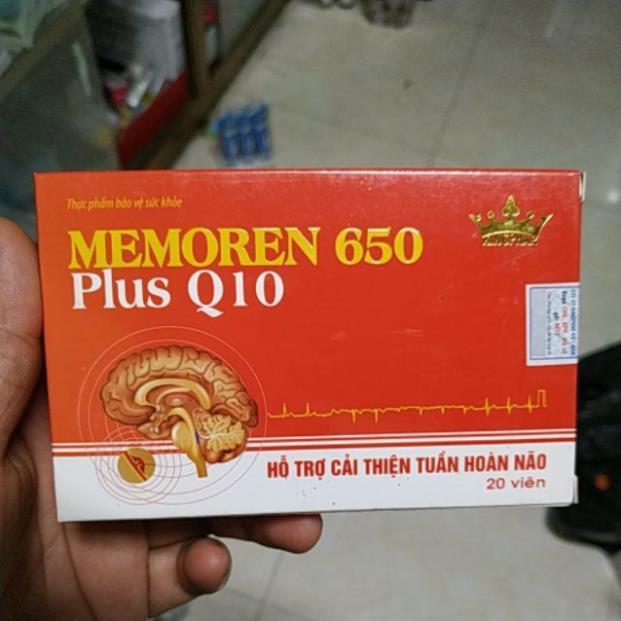 Thực phẩm bảo vệ sức khỏe
MEMOREN 650
Plus Q10
HỖ TRỢ CẢI THIỆN TUẦN HOÀN NÃO
20 viên